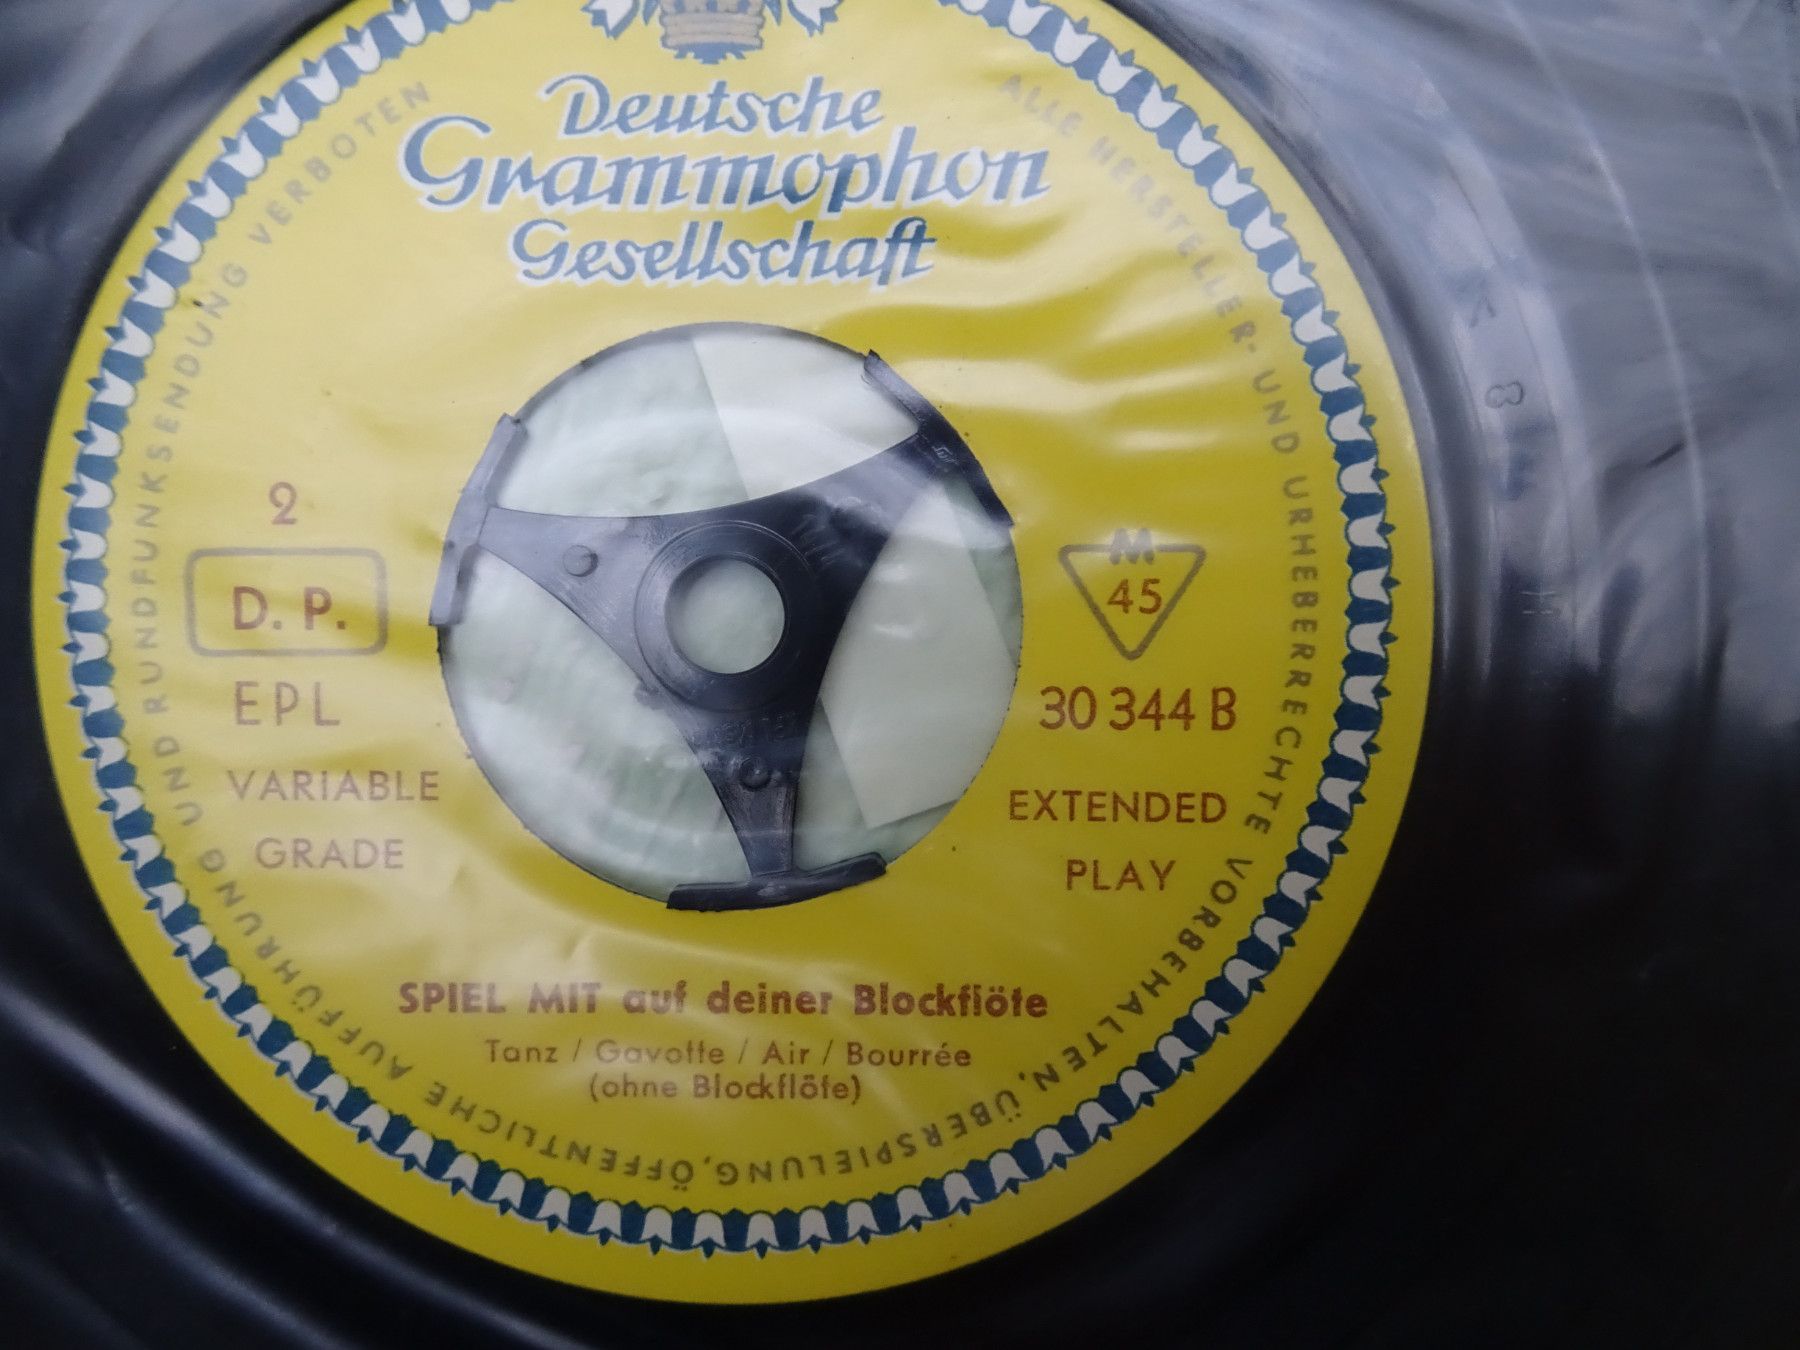 Deutsche
Grammophon
Gesellschaft
ALLE HERSTELLER- UND URHEBERRECHTE VORBEHALTEN, ÜBERSPIELUNG, ÖFFENTLICHE AUFFÜHRUNG UND RUNDFUNKSENDUNG VERBOTEN
2
D. P.
EPL
VARIABLE
GRADE
M
45
30 344 B
EXTENDED
PLAY
SPIEL MIT auf deiner Blockflöte
Tanz / Gavotte / Air / Bourrée
(ohne Blockflöte)